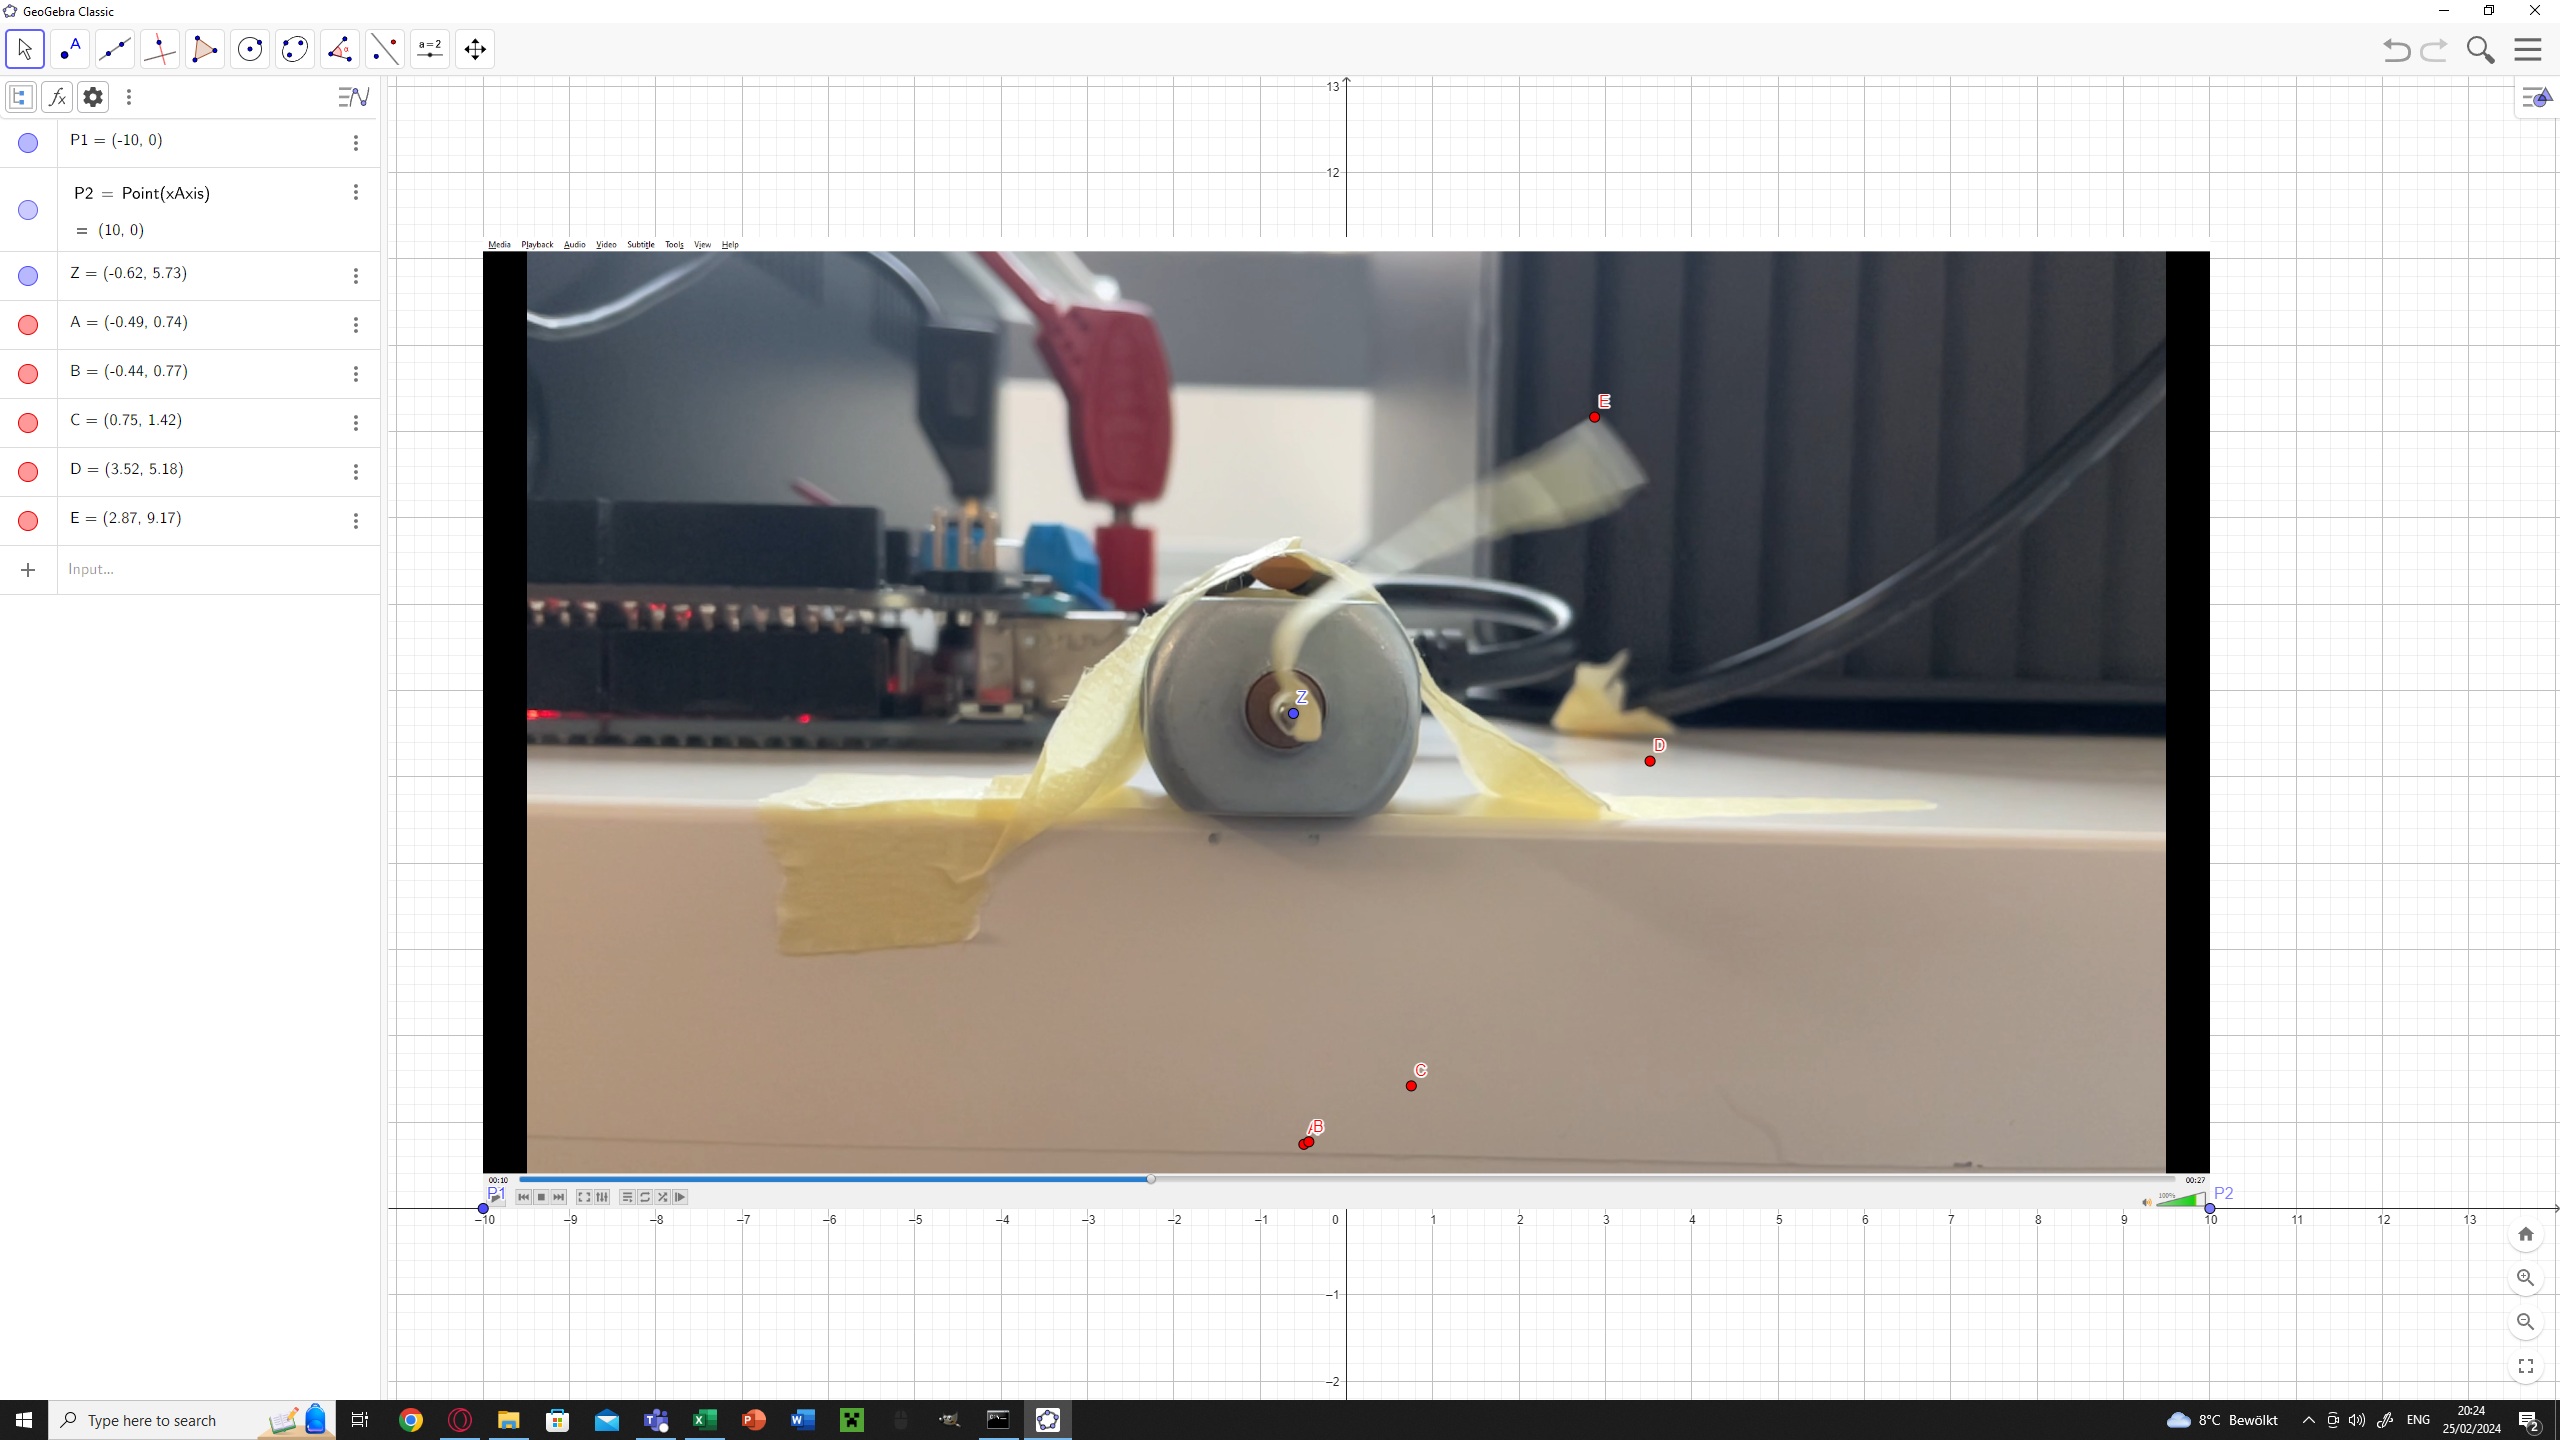 GeoGebra Classic
A
a=2
fx
P1 = (-10, 0)
P2 = Point(xAxis)
= (10, 0)
Z = (-0.62, 5.73)
A = (-0.49, 0.74)
B = (-0.44, 0.77)
C = (0.75, 1.42)
D = (3.52, 5.18)
E = (2.87, 9.17)
Input...
13
12
Media Playback Audio Video Subtitle Tools View Help
E
Z
D
C
B
00:10
00:27
P1
100%
P2
−10 −9 −8 −7 −6 −5 −4 −3 −2 −1 0 1 2 3 4 5 6 7 8 9 10 11 12 13
−1
−2
Type here to search
8°C Bewölkt
ENG
20:24
25/02/2024
2